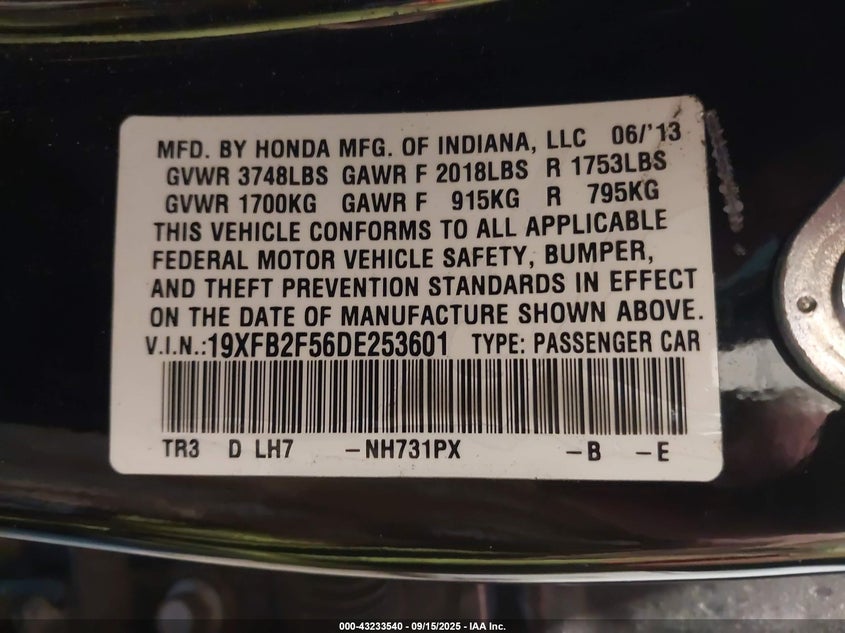 MFD. BY HONDA MFG. OF INDIANA, LLC 06/'13
GVWR 3748LBS GAWR F 2018LBS R 1753LBS
GVWR 1700KG GAWR F 915KG R 795KG
THIS VEHICLE CONFORMS TO ALL APPLICABLE
FEDERAL MOTOR VEHICLE SAFETY, BUMPER,
AND THEFT PREVENTION STANDARDS IN EFFECT
ON THE DATE OF MANUFACTURE SHOWN ABOVE.
V.I.N.:19XFB2F56DE253601 TYPE: PASSENGER CAR
TR3 D LH7 -NH731PX -B -E
000-43233540 - 09/15/2025 - IAA Inc.